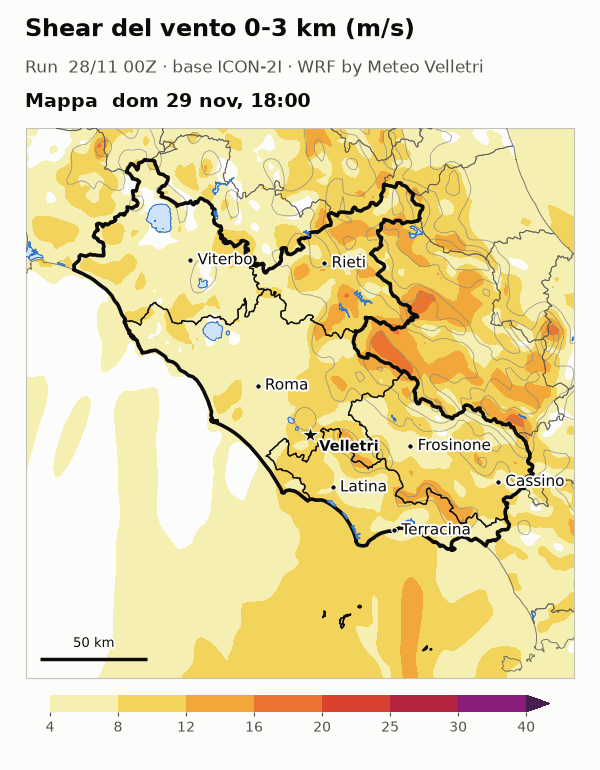 Shear del vento 0-3 km (m/s)
Run  28/11 00Z · base ICON-2I · WRF by Meteo Velletri
Mappa  dom 29 nov, 18:00
Viterbo
Rieti
Roma
Velletri
Frosinone
Cassino
Latina
Terracina
50 km
4 8 12 16 20 25 30 40